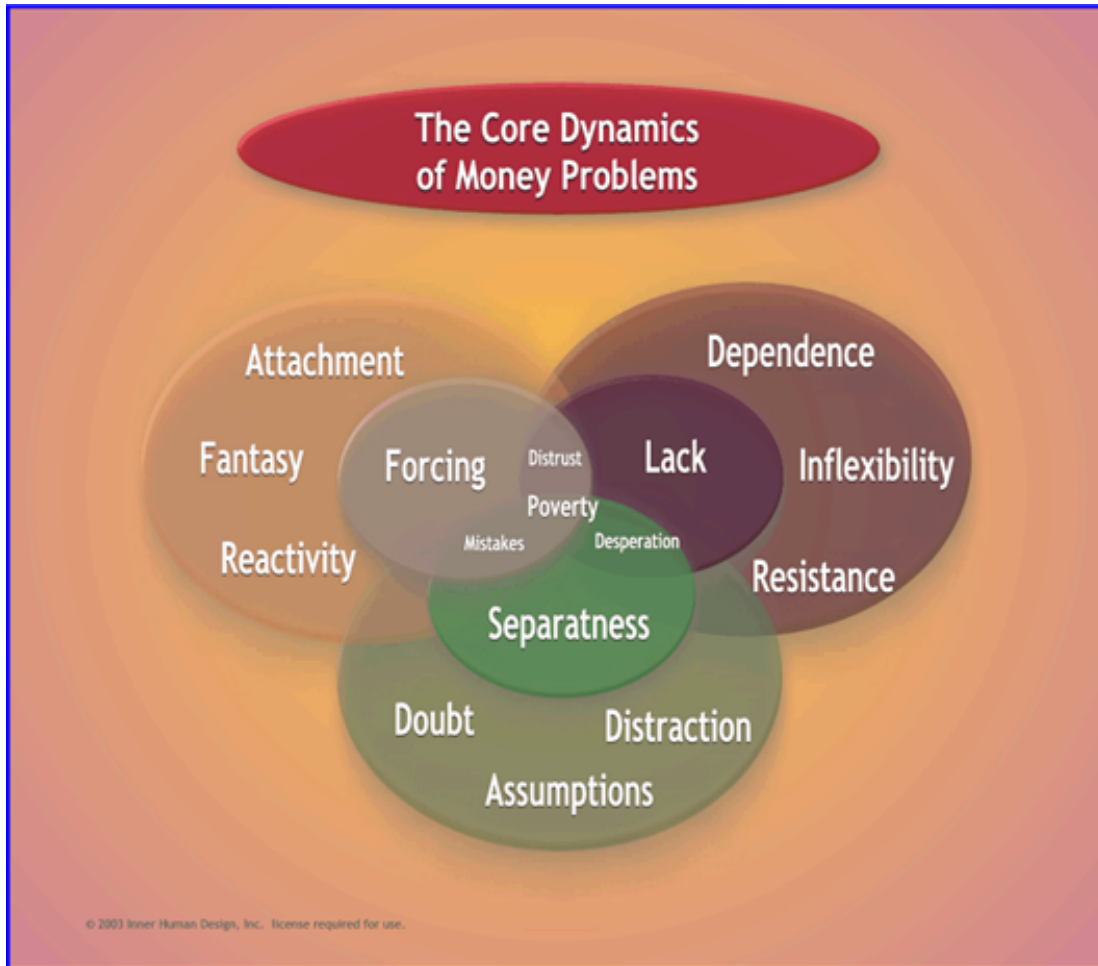 The Core Dynamics
of Money Problems
Attachment
Dependence
Fantasy
Forcing
Distrust
Lack
Inflexibility
Poverty
Mistakes
Desperation
Reactivity
Resistance
Separatness
Doubt
Distraction
Assumptions
© 2003 Inner Human Design, Inc. license required for use.